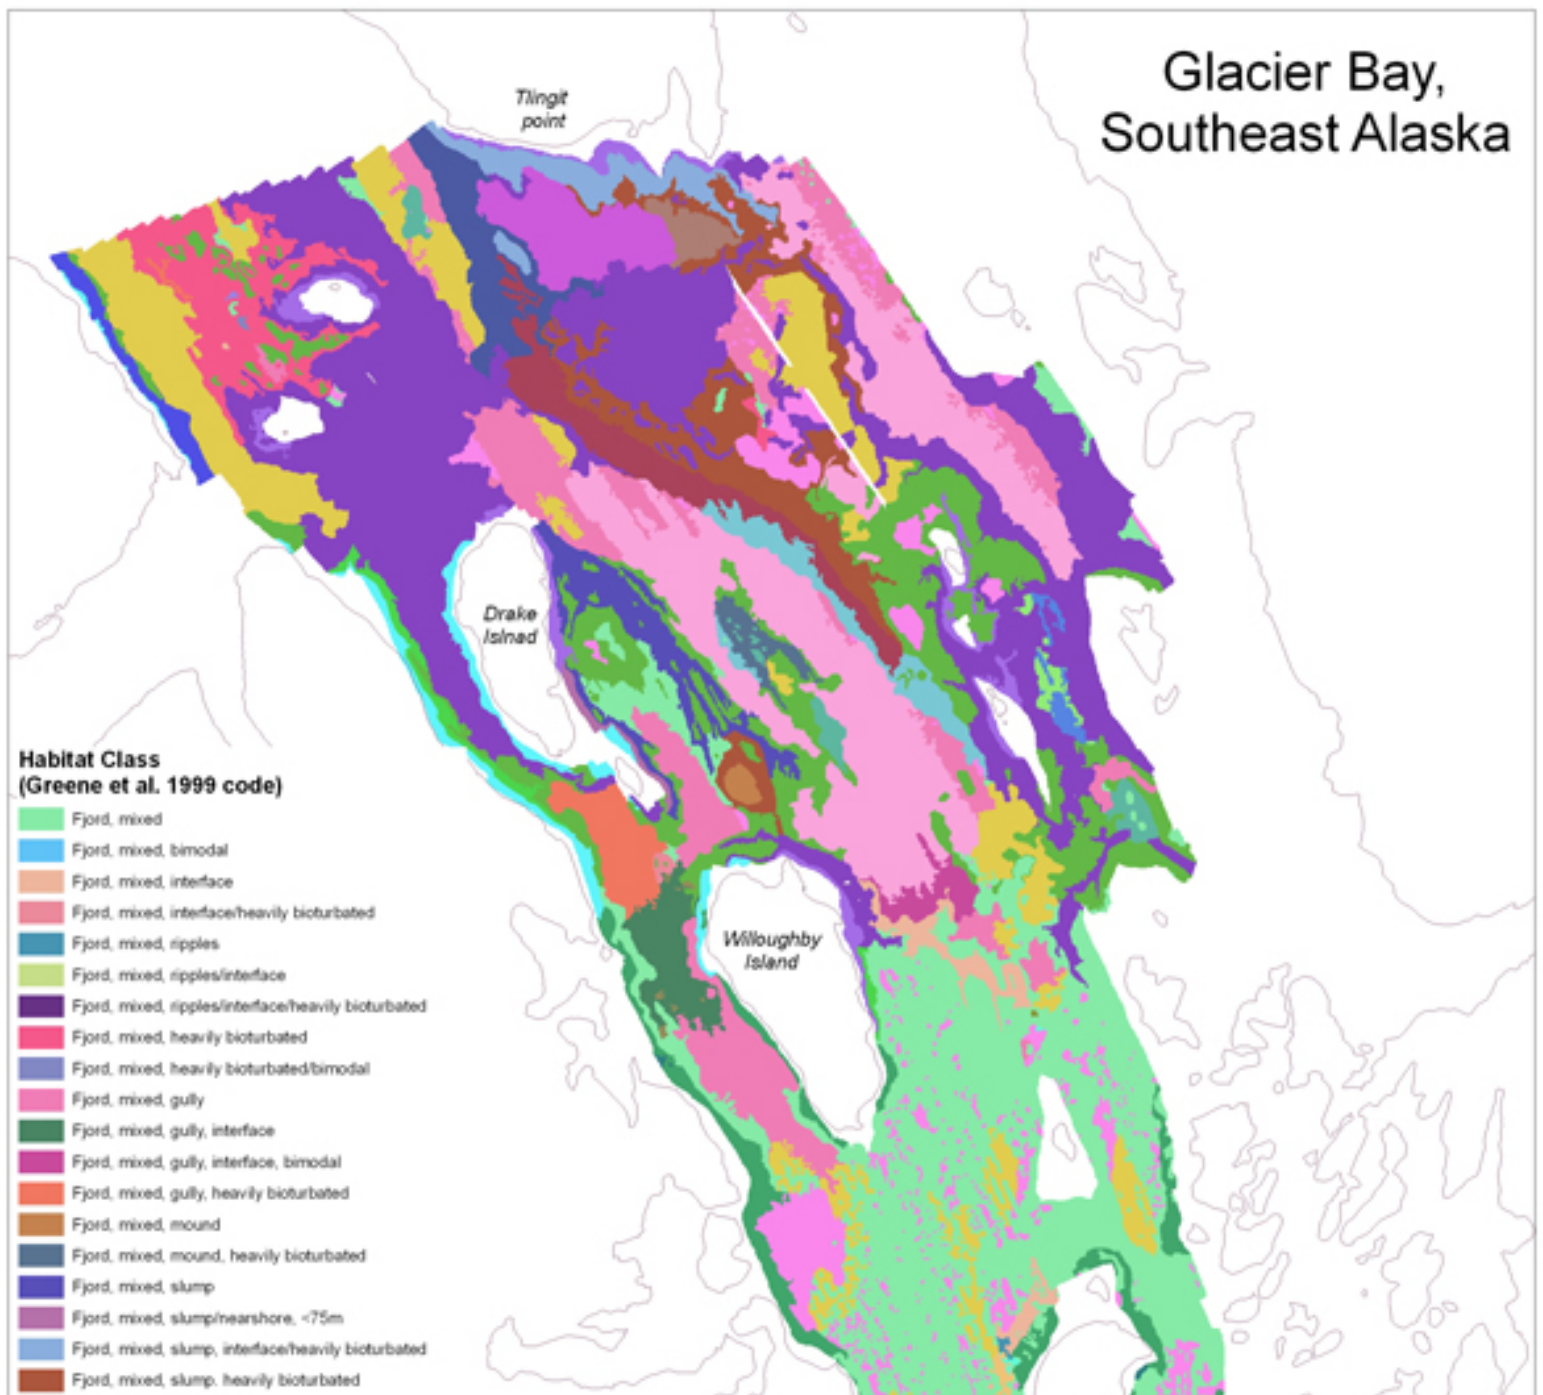 Glacier Bay,
Southeast Alaska
Tlingit
point
Drake
Islnad
Willoughby
Island
Habitat Class
(Greene et al. 1999 code)
Fjord, mixed
Fjord, mixed, bimodal
Fjord, mixed, interface
Fjord, mixed, interface/heavily bioturbated
Fjord, mixed, ripples
Fjord, mixed, ripples/interface
Fjord, mixed, ripples/interface/heavily bioturbated
Fjord, mixed, heavily bioturbated
Fjord, mixed, heavily bioturbated/bimodal
Fjord, mixed, gully
Fjord, mixed, gully, interface
Fjord, mixed, gully, interface, bimodal
Fjord, mixed, gully, heavily bioturbated
Fjord, mixed, mound
Fjord, mixed, mound, heavily bioturbated
Fjord, mixed, slump
Fjord, mixed, slump/nearshore, <75m
Fjord, mixed, slump, interface/heavily bioturbated
Fjord, mixed, slump. heavily bioturbated